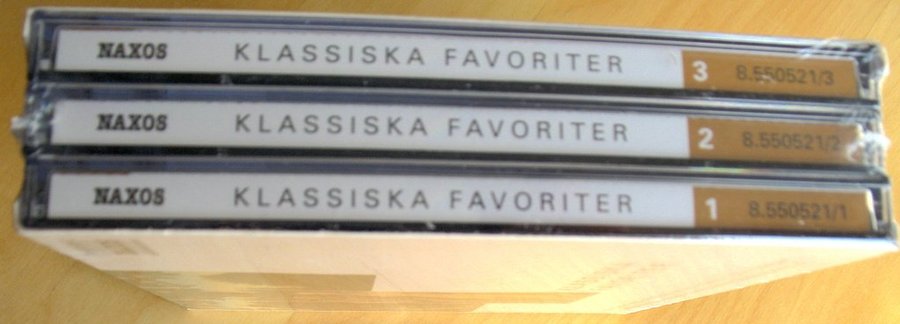 NAXOS KLASSISKA FAVORITER 3 8.550521/3
NAXOS KLASSISKA FAVORITER 2 8.550521/2
NAXOS KLASSISKA FAVORITER 1 8.550521/1